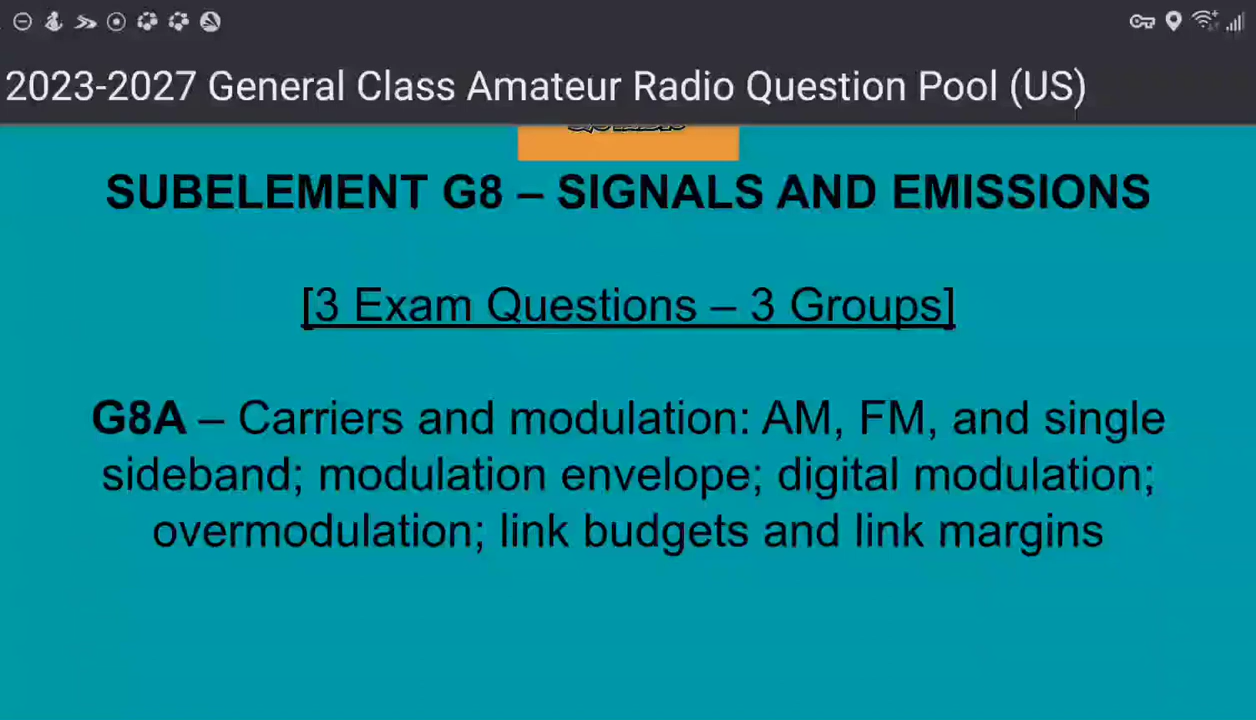 2023-2027 General Class Amateur Radio Question Pool (US)
SUBELEMENT G8 – SIGNALS AND EMISSIONS
[3 Exam Questions – 3 Groups]
G8A – Carriers and modulation: AM, FM, and single
sideband; modulation envelope; digital modulation;
overmodulation; link budgets and link margins